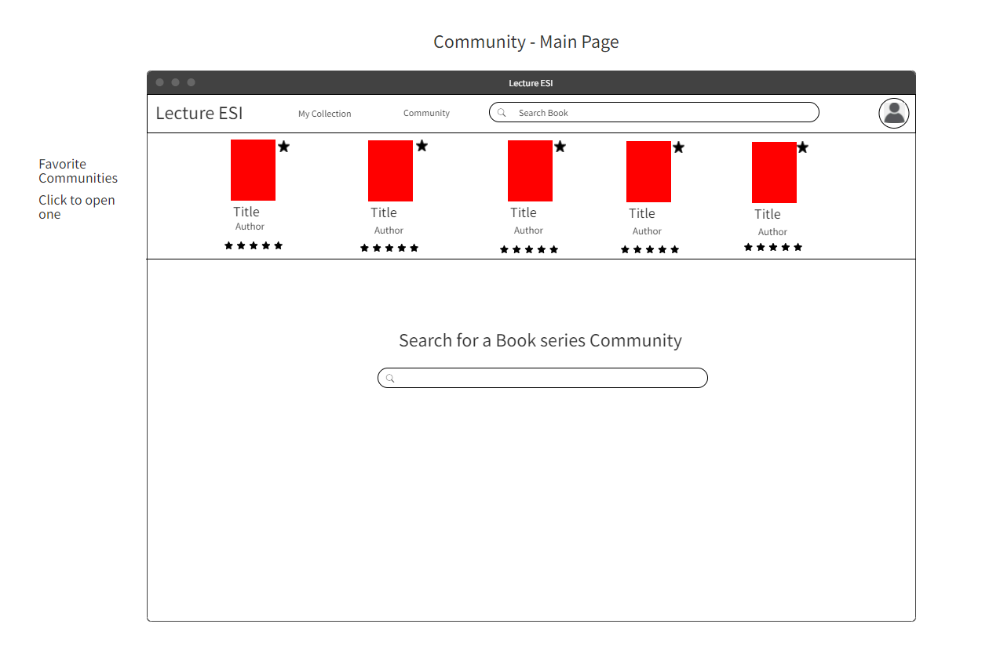 Community - Main Page
Lecture ESI
Lecture ESI
My Collection
Community
Search Book
Favorite
Communities
Click to open
one
Title
Author
Title
Author
Title
Author
Title
Author
Title
Author
Search for a Book series Community